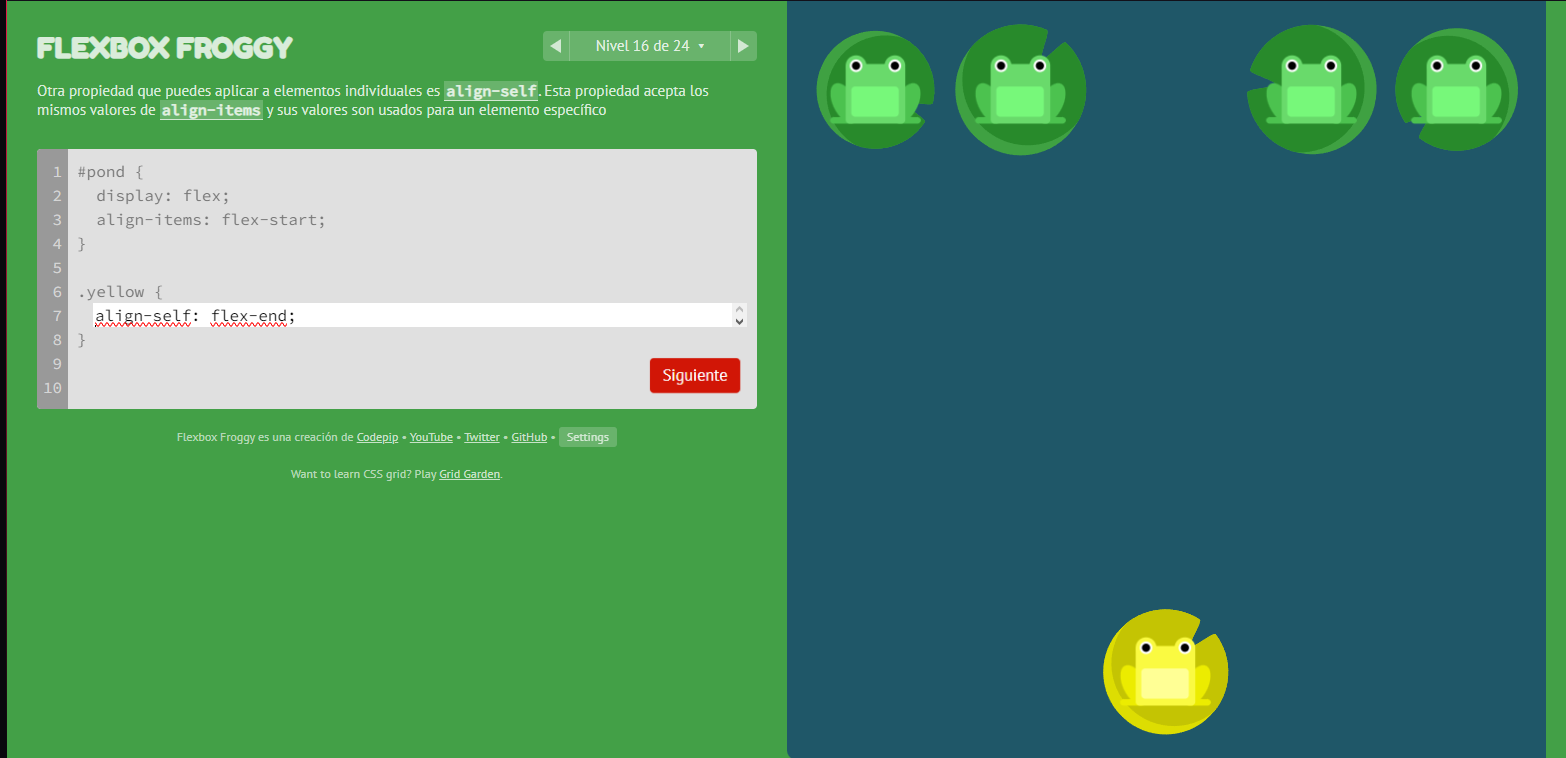 FLEXBOX FROGGY
Nivel 16 de 24
Otra propiedad que puedes aplicar a elementos individuales es align-self. Esta propiedad acepta los
mismos valores de align-items y sus valores son usados para un elemento específico
1 #pond {
2 display: flex;
3 align-items: flex-start;
4 }
5
6 .yellow {
7 align-self: flex-end;
8 }
9
10
Siguiente
Flexbox Froggy es una creación de Codepip • YouTube • Twitter • GitHub • Settings
Want to learn CSS grid? Play Grid Garden.